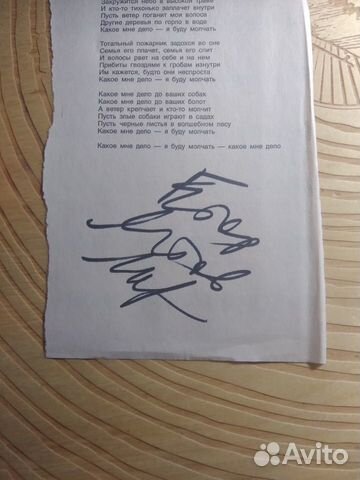 Закружится небо в высокой траве
И кто-то тихонько заплачет внутри
Пусть ветер поганит мои волоса
Другие деревья по горло в воде
Какое мне дело — я буду молчать
Тотальный пожарник задохся во сне
Семья его плачет, семья его спит
И волосы рвет на себе и на нем
Прибиты гвоздями к гробам изнутри
Им кажется, будто они неспроста
Какое мне дело — я буду молчать
Какое мне дело до ваших собак
Какое мне дело до ваших болот
А ветер крепчает и кто-то молчит
Пусть злые собаки играют в садах
Пусть черные листья в волшебном лесу
Какое мне дело — я буду молчать
Какое мне дело — я буду молчать — какое мне дело
Avito